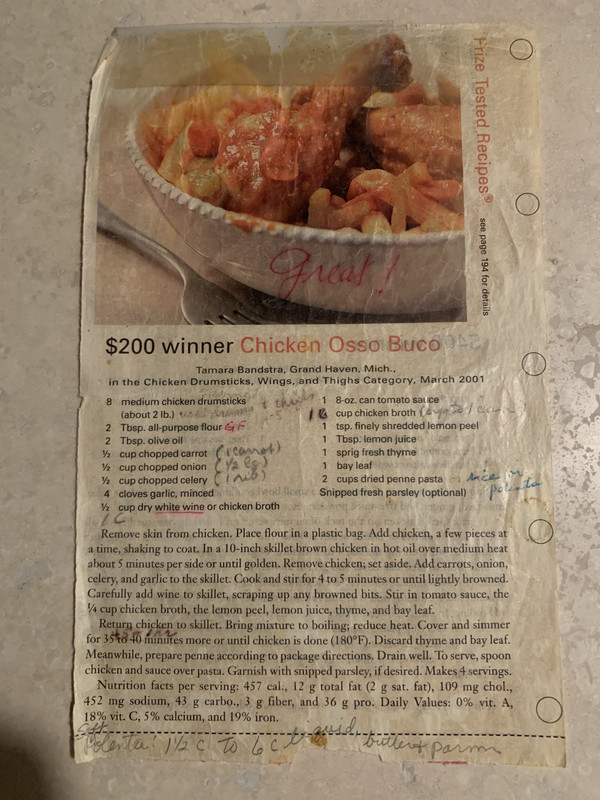 Prize Tested Recipes®
see page 194 for details
Great!
$200 winner Chicken Osso Buco
Tamara Bandstra, Grand Haven, Mich.,
in the Chicken Drumsticks, Wings, and Thighs Category, March 2001
8 medium chicken drumsticks
(about 2 lb.)
2 Tbsp. all-purpose flour GF
2 Tbsp. olive oil
½ cup chopped carrot (1 carrot)
½ cup chopped onion
½ cup chopped celery (1 rib)
4 cloves garlic, minced
½ cup dry white wine or chicken broth
1C
1 8-oz. can tomato sauce
cup chicken broth
1 tsp. finely shredded lemon peel
1 Tbsp. lemon juice
1 sprig fresh thyme
1 bay leaf
2 cups dried penne pasta rice or
polenta
Snipped fresh parsley (optional)
Remove skin from chicken. Place flour in a plastic bag. Add chicken, a few pieces at
a time, shaking to coat. In a 10-inch skillet brown chicken in hot oil over medium heat
about 5 minutes per side or until golden. Remove chicken; set aside. Add carrots, onion,
celery, and garlic to the skillet. Cook and stir for 4 to 5 minutes or until lightly browned.
Carefully add wine to skillet, scraping up any browned bits. Stir in tomato sauce, the
¼ cup chicken broth, the lemon peel, lemon juice, thyme, and bay leaf.
Return chicken to skillet. Bring mixture to boiling; reduce heat. Cover and simmer
for 35 to 40 minutes more or until chicken is done (180°F). Discard thyme and bay leaf.
Meanwhile, prepare penne according to package directions. Drain well. To serve, spoon
chicken and sauce over pasta. Garnish with snipped parsley, if desired. Makes 4 servings.
Nutrition facts per serving: 457 cal., 12 g total fat (2 g sat. fat), 109 mg chol.,
452 mg sodium, 43 g carbo., 3 g fiber, and 36 g pro. Daily Values: 0% vit. A,
18% vit. C, 5% calcium, and 19% iron.
Soft
Polenta: 1½ C TO 6 C liquid butter + parm